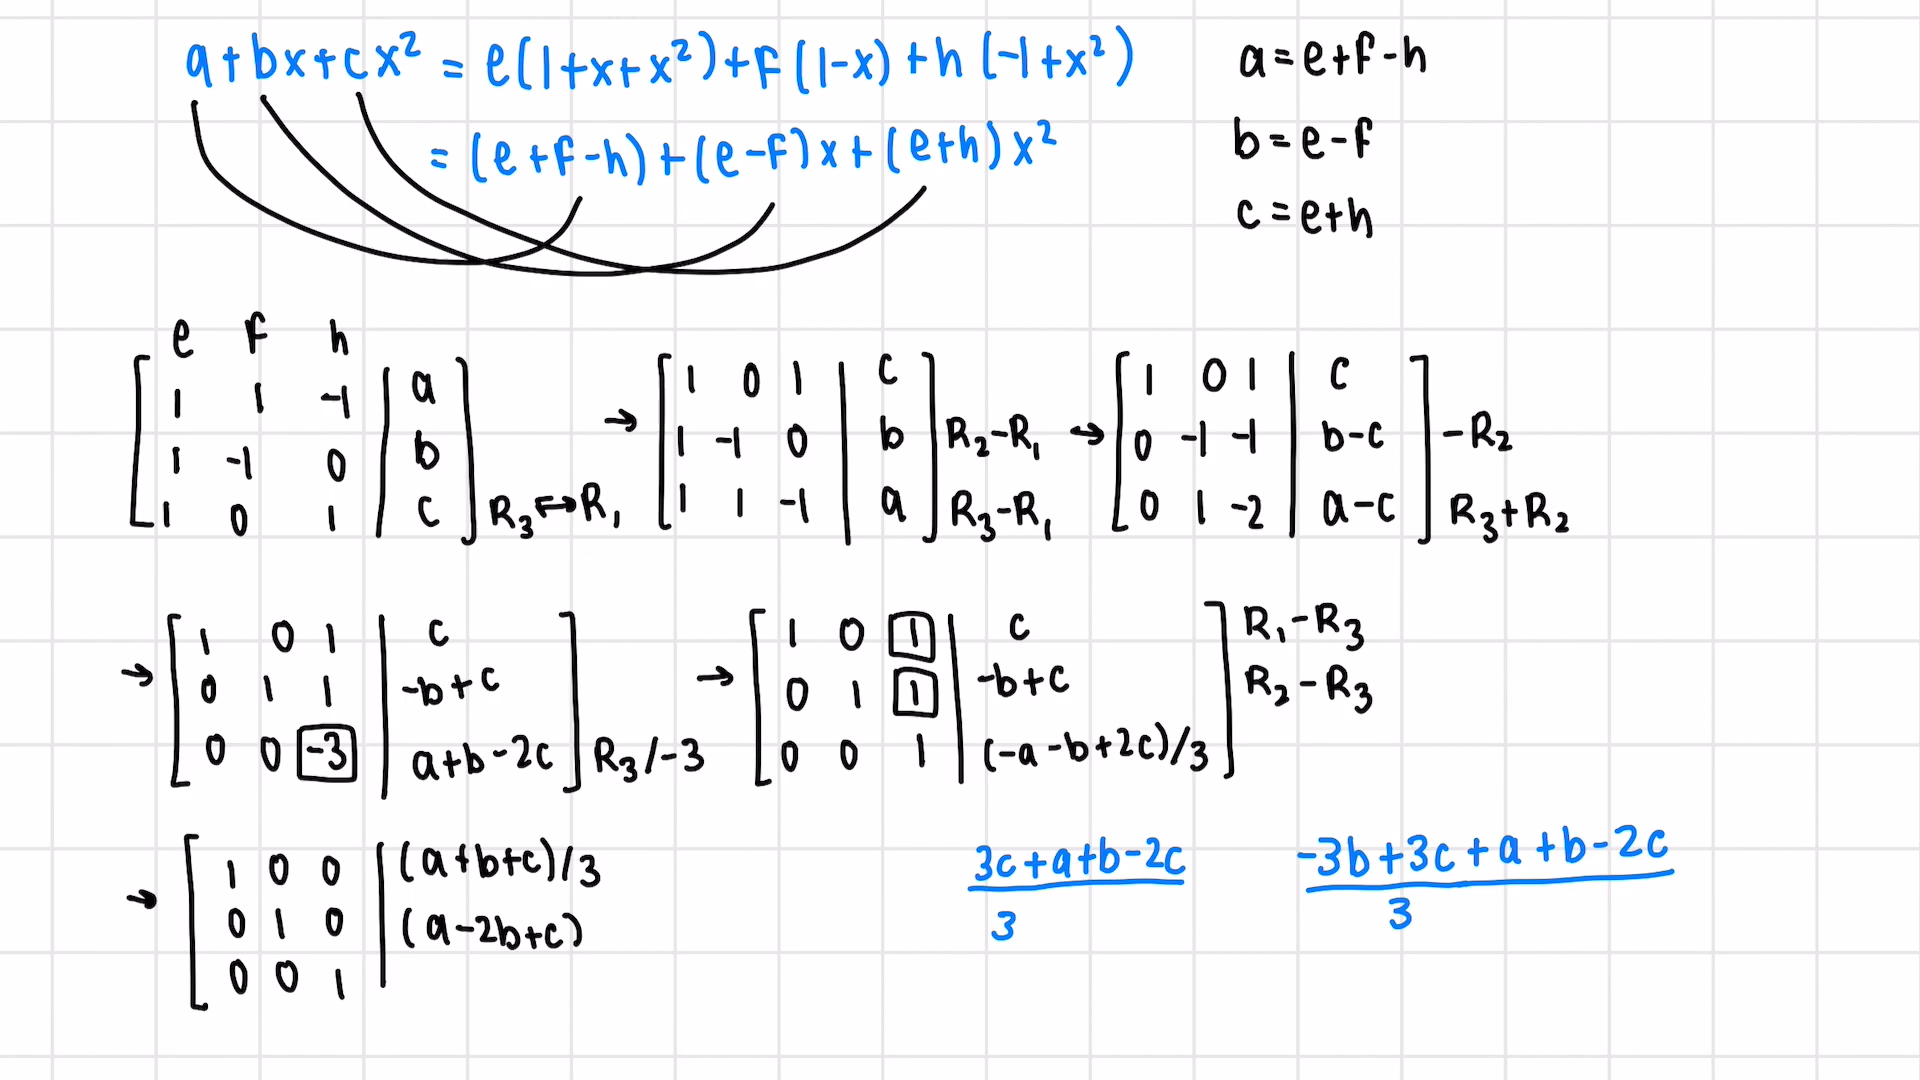 a+bx+cx² = e(1+x+x²)+f(1-x)+h(-1+x²)
= (e+f-h)+(e-f)x+(e+h)x²
a=e+f-h
b=e-f
c=e+h
e f h
1 1 -1 | a
1 -1 0 | b
1 0 1 | c R₃↔R₁
→ 1 0 1 | c
1 -1 0 | b R₂-R₁
1 1 -1 | a R₃-R₁
→ 1 0 1 | c
0 -1 -1 | b-c -R₂
0 1 -2 | a-c R₃+R₂
→ 1 0 1 | c
0 1 1 | -b+c
0 0 -3 | a+b-2c R₃/-3
→ 1 0 1 | c R₁-R₃
0 1 1 | -b+c R₂-R₃
0 0 1 | (-a-b+2c)/3
→ 1 0 0 | (a+b+c)/3
0 1 0 | (a-2b+c)
0 0 1 |
3c+a+b-2c
3
-3b+3c+a+b-2c
3